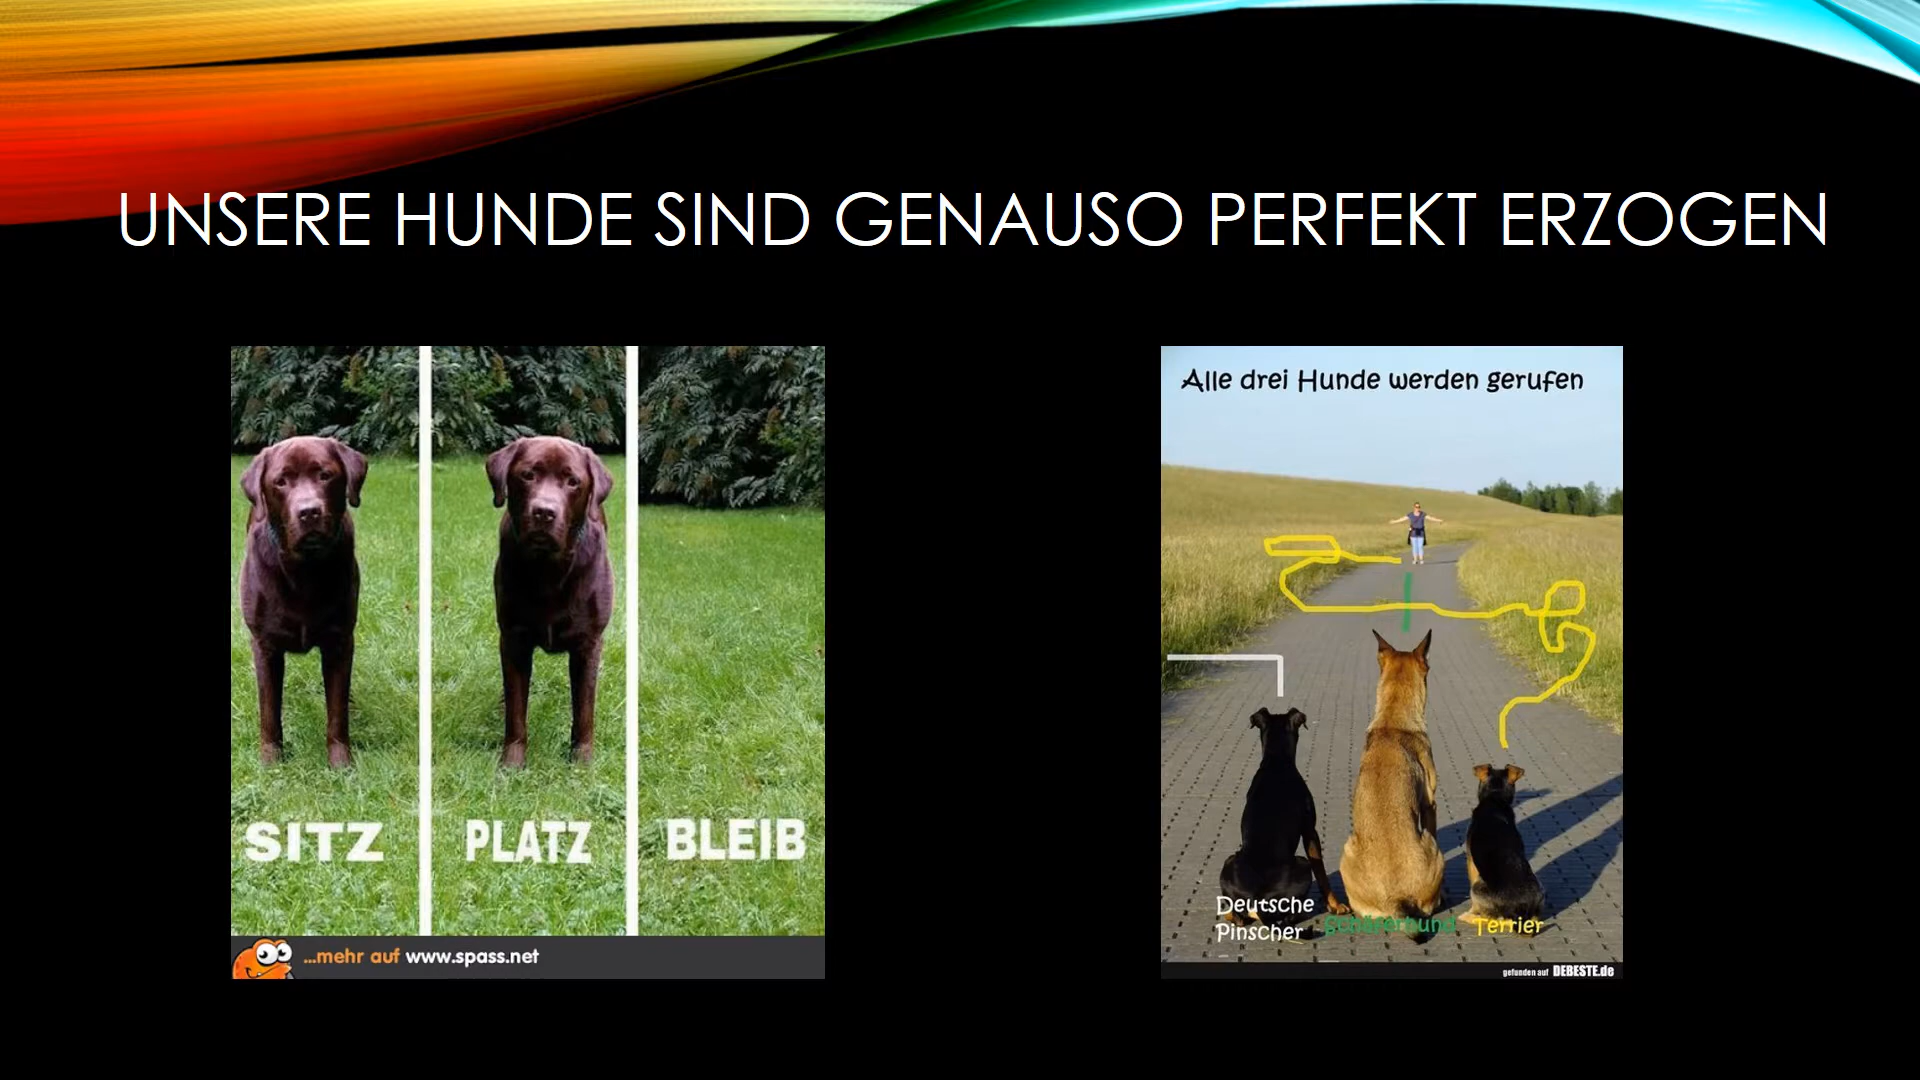 UNSERE HUNDE SIND GENAUSO PERFEKT ERZOGEN
SITZ
PLATZ
BLEIB
...mehr auf www.spass.net
Alle drei Hunde werden gerufen
Deutsche
Pinscher
Schäferhund
Terrier
gefunden auf DEBESTE.de